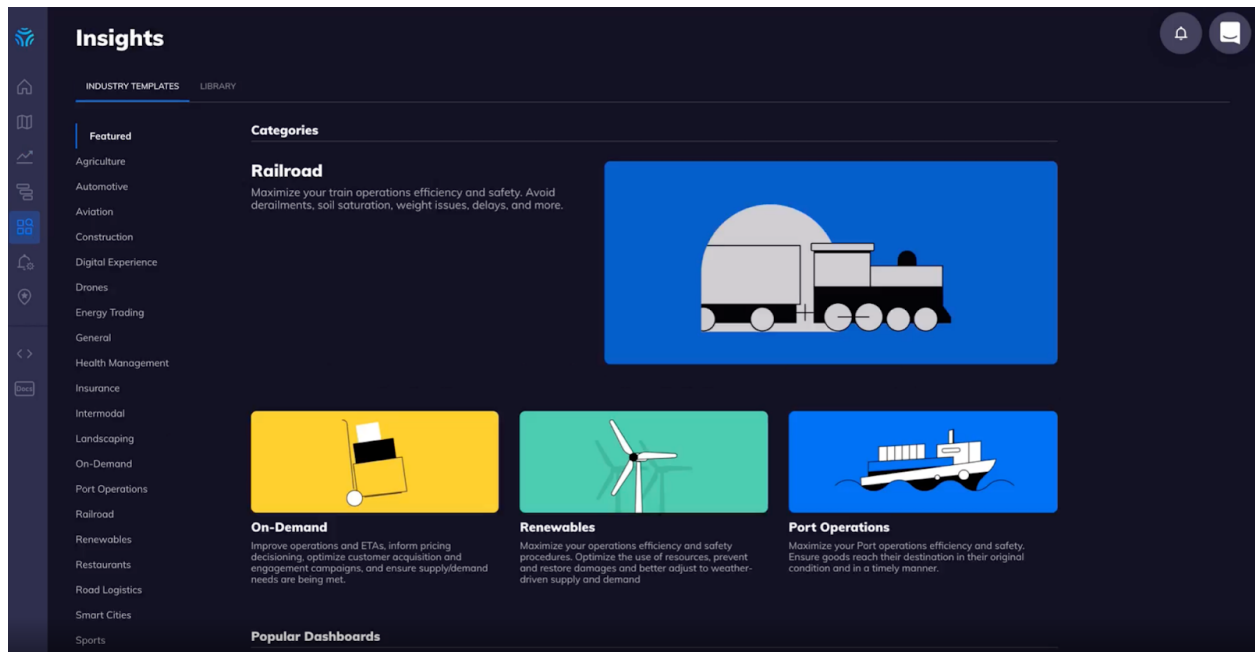 Insights
INDUSTRY TEMPLATES
LIBRARY
Featured
Agriculture
Automotive
Aviation
Construction
Digital Experience
Drones
Energy Trading
General
Health Management
Insurance
Intermodal
Landscaping
On-Demand
Port Operations
Railroad
Renewables
Restaurants
Road Logistics
Smart Cities
Sports
Docs
Categories
Railroad
Maximize your train operations efficiency and safety. Avoid
derailments, soil saturation, weight issues, delays, and more.
On-Demand
Improve operations and ETAs, inform pricing
decisioning, optimize customer acquisition and
engagement campaigns, and ensure supply/demand
needs are being met.
Renewables
Maximize your operations efficiency and safety
procedures. Optimize the use of resources, prevent
and restore damages and better adjust to weather-
driven supply and demand
Port Operations
Maximize your Port operations efficiency and safety.
Ensure goods reach their destination in their original
condition and in a timely manner.
Popular Dashboards